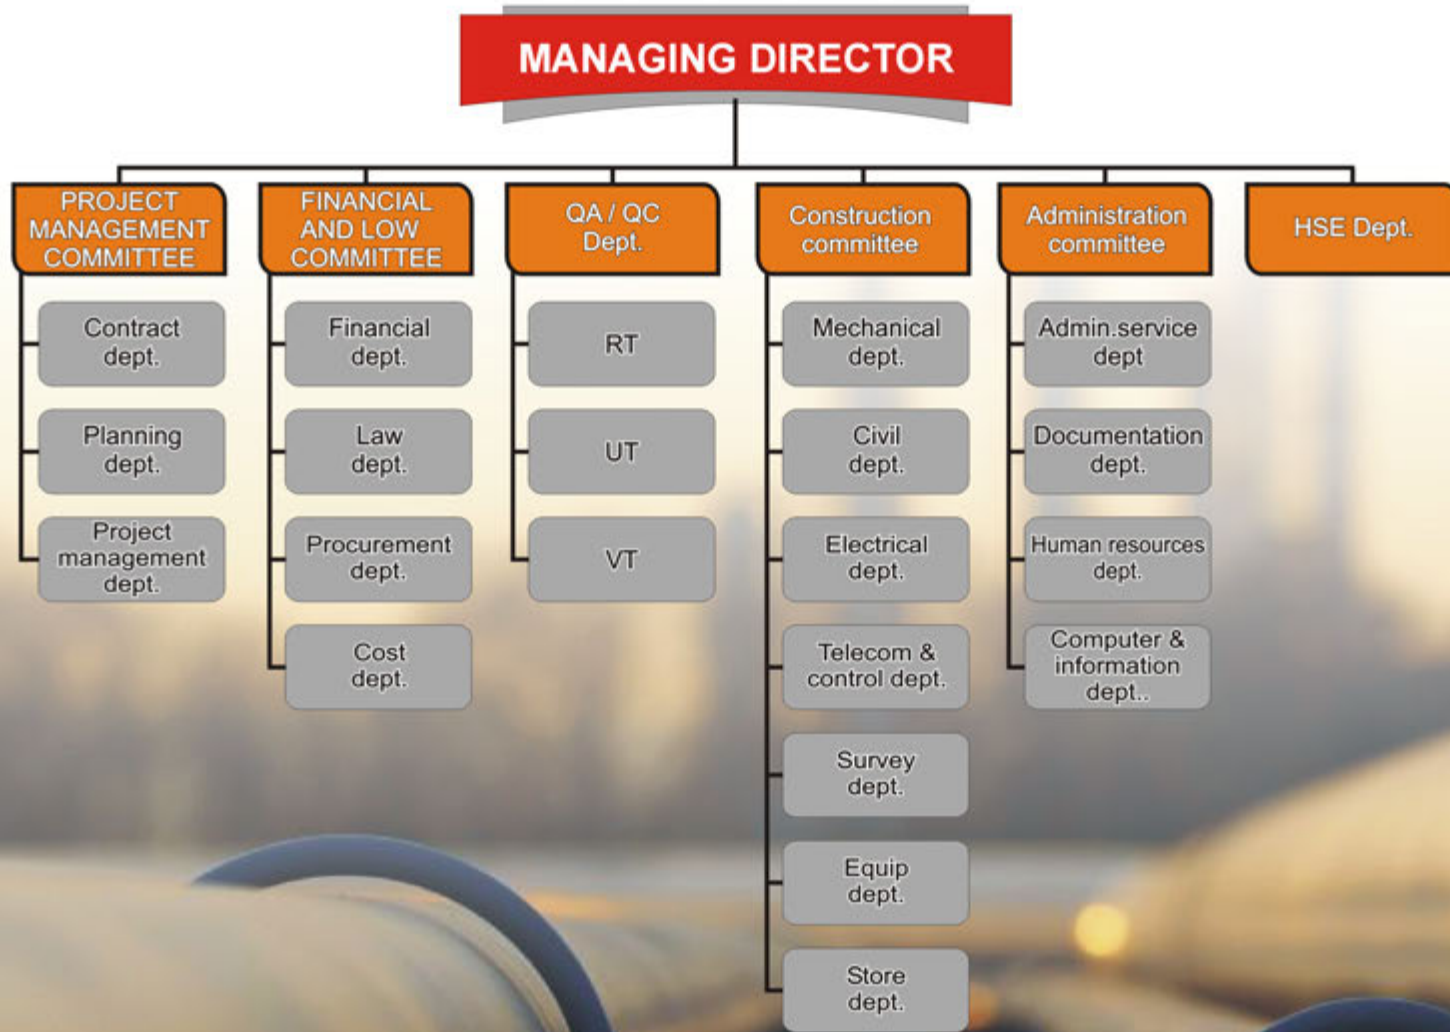 MANAGING DIRECTOR
PROJECT
MANAGEMENT
COMMITTEE
FINANCIAL
AND LOW
COMMITTEE
QA / QC
Dept.
Construction
committee
Administration
committee
HSE Dept.
Contract
dept.
Planning
dept.
Project
management
dept.
Financial
dept.
Law
dept.
Procurement
dept.
Cost
dept.
RT
UT
VT
Mechanical
dept.
Civil
dept.
Electrical
dept.
Telecom &
control dept.
Survey
dept.
Equip
dept.
Store
dept.
Admin.service
dept
Documentation
dept.
Human resources
dept.
Computer &
information
dept..